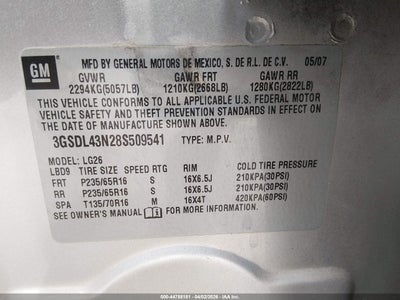 GM
MFD BY GENERAL MOTORS DE MEXICO, S. DE R.L. DE C.V. 05/07
GVWR GAWR FRT GAWR RR
2294KG(5057LB) 1210KG(2668LB) 1280KG(2822LB)
THIS VEHICLE CONFORMS TO ALL APPLICABLE U.S. FEDERAL MOTOR
VEHICLE SAFETY AND THEFT PREVENTION STANDARDS IN EFFECT
ON THE DATE OF MANUFACTURE SHOWN ABOVE.
3GSDL43N28S509541 TYPE: M.P.V.
MODEL: LG26
LBD9 TIRE SIZE SPEED RTG RIM COLD TIRE PRESSURE
FRT P235/65R16 S 16X6.5J 210KPA(30PSI)
RR P235/65R16 S 16X6.5J 210KPA(30PSI)
SPA T135/70R16 M 16X4T 420KPA(60PSI)
SEE OWNER'S MANUAL FOR ADDITIONAL INFORMATION.